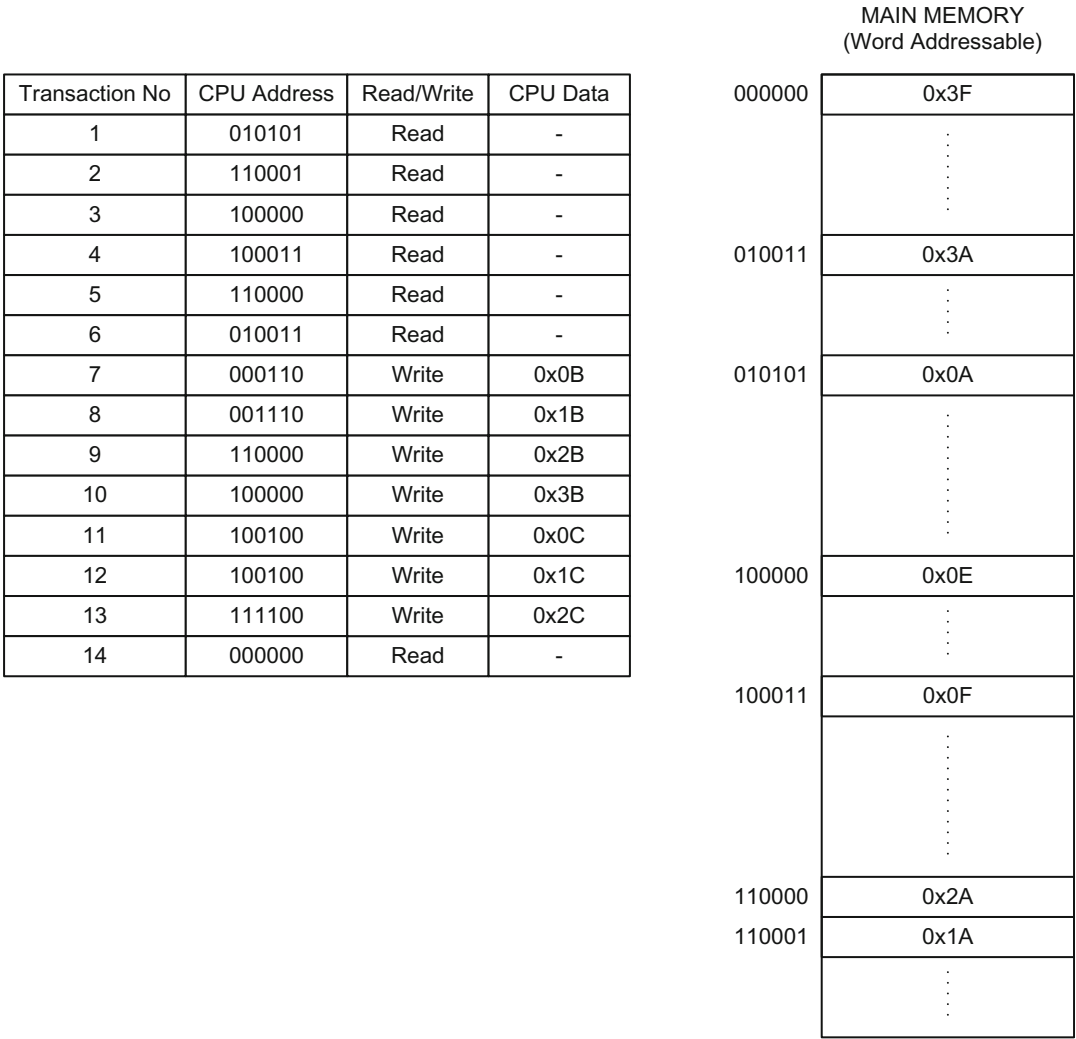 MAIN MEMORY
(Word Addressable)
Transaction No CPU Address Read/Write CPU Data
1 010101 Read -
2 110001 Read -
3 100000 Read -
4 100011 Read -
5 110000 Read -
6 010011 Read -
7 000110 Write 0x0B
8 001110 Write 0x1B
9 110000 Write 0x2B
10 100000 Write 0x3B
11 100100 Write 0x0C
12 100100 Write 0x1C
13 111100 Write 0x2C
14 000000 Read -
000000 0x3F
010011 0x3A
010101 0x0A
100000 0x0E
100011 0x0F
110000 0x2A
110001 0x1A